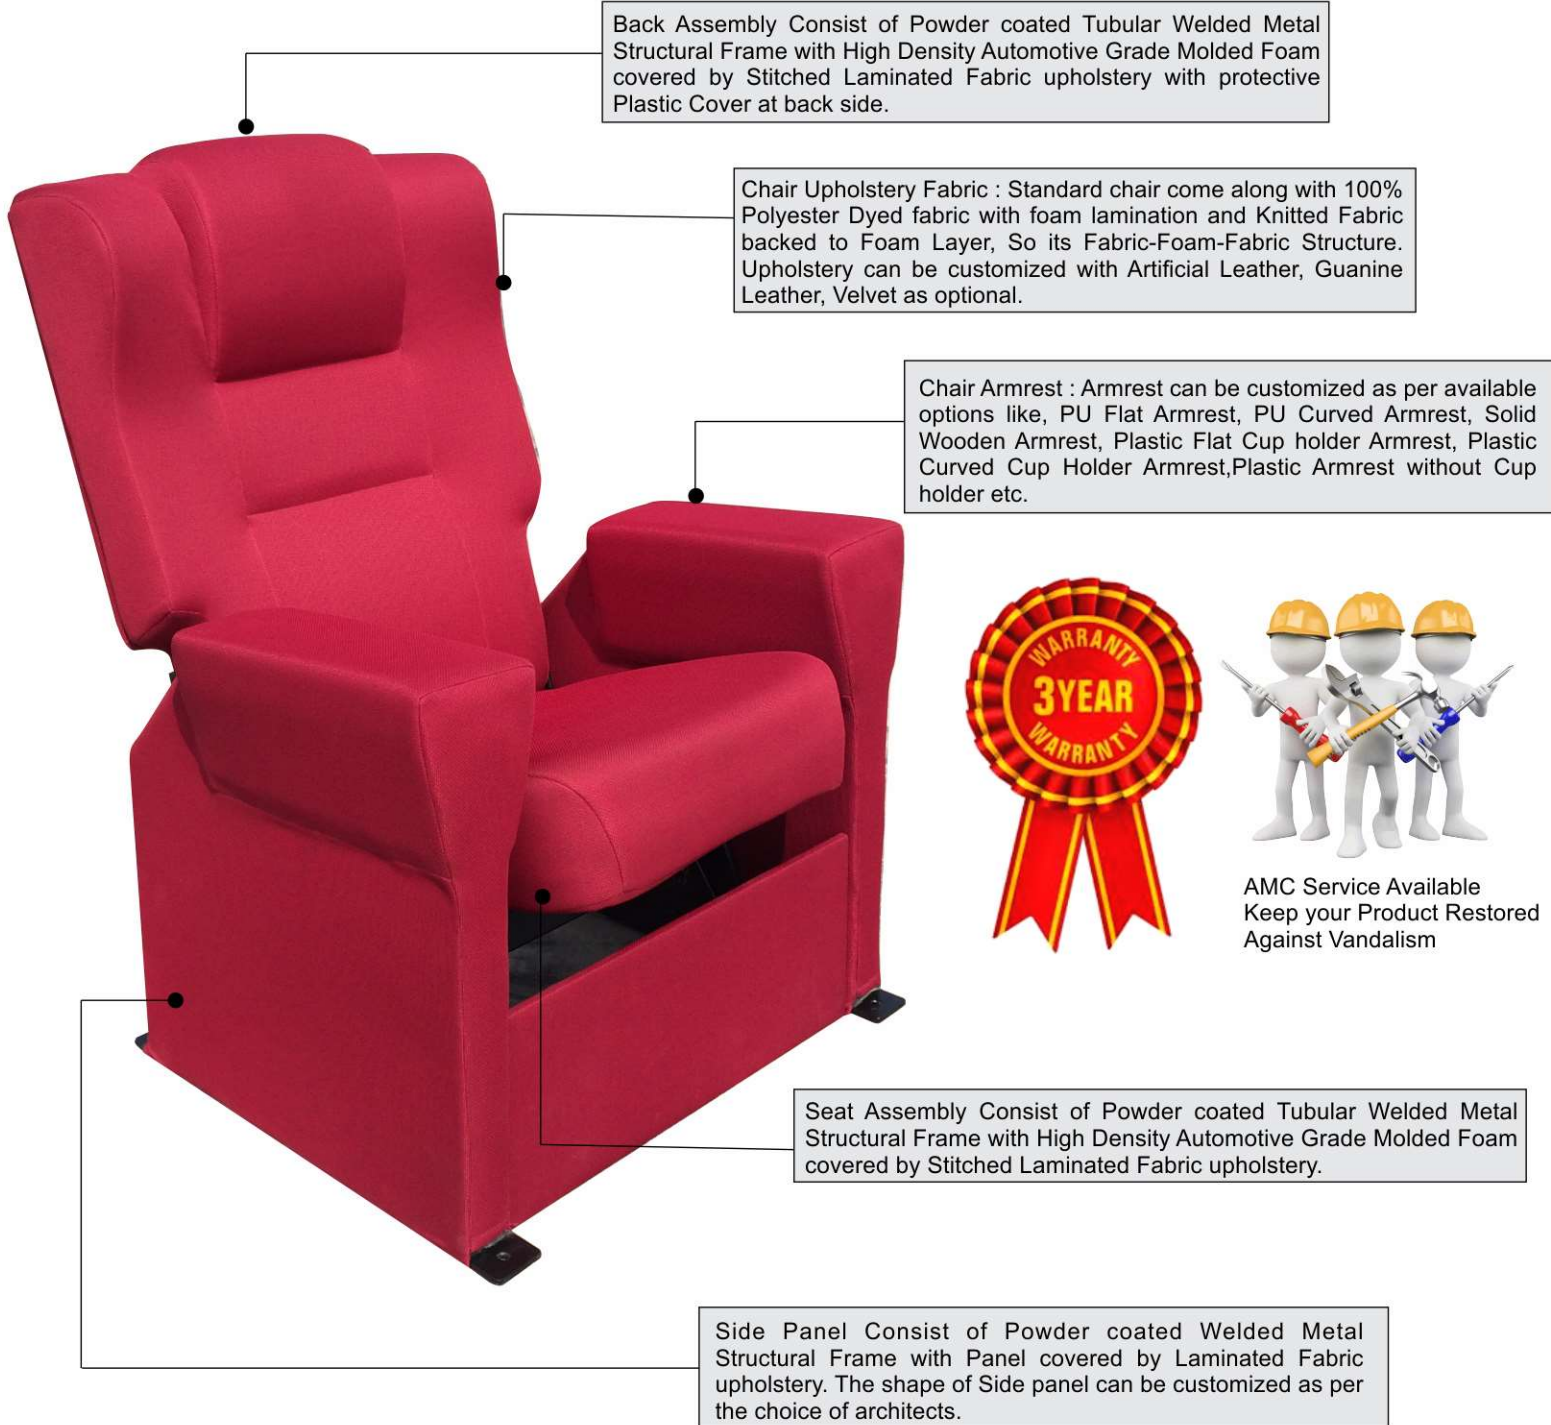 Back Assembly Consist of Powder coated Tubular Welded Metal
Structural Frame with High Density Automotive Grade Molded Foam
covered by Stitched Laminated Fabric upholstery with protective
Plastic Cover at back side.
Chair Upholstery Fabric : Standard chair come along with 100%
Polyester Dyed fabric with foam lamination and Knitted Fabric
backed to Foam Layer, So its Fabric-Foam-Fabric Structure.
Upholstery can be customized with Artificial Leather, Guanine
Leather, Velvet as optional.
Chair Armrest : Armrest can be customized as per available
options like, PU Flat Armrest, PU Curved Armrest, Solid
Wooden Armrest, Plastic Flat Cup holder Armrest, Plastic
Curved Cup Holder Armrest,Plastic Armrest without Cup
holder etc.
WARRANTY
3 YEAR
WARRANTY
AMC Service Available
Keep your Product Restored
Against Vandalism
Seat Assembly Consist of Powder coated Tubular Welded Metal
Structural Frame with High Density Automotive Grade Molded Foam
covered by Stitched Laminated Fabric upholstery.
Side Panel Consist of Powder coated Welded Metal
Structural Frame with Panel covered by Laminated Fabric
upholstery. The shape of Side panel can be customized as per
the choice of architects.